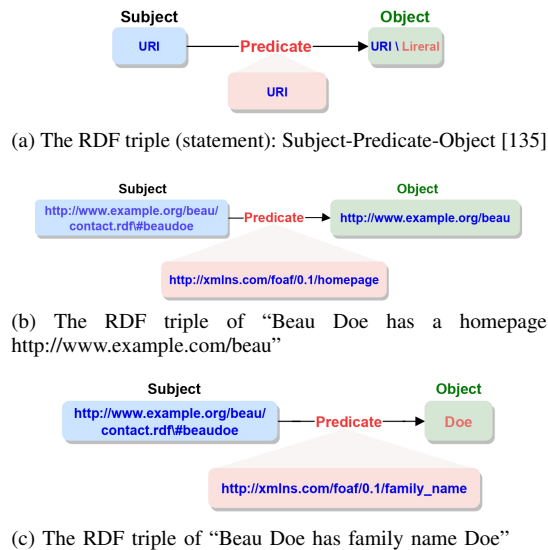 Subject
Object
URI
Predicate
URI \ Lireral
URI
(a) The RDF triple (statement): Subject-Predicate-Object [135]
Subject
Object
http://www.example.org/beau/
contact.rdf\#beaudoe
Predicate
http://www.example.org/beau
http://xmlns.com/foaf/0.1/homepage
(b) The RDF triple of “Beau Doe has a homepage
http://www.example.com/beau”
Subject
Object
http://www.example.org/beau/
contact.rdf\#beaudoe
Predicate
Doe
http://xmlns.com/foaf/0.1/family_name
(c) The RDF triple of “Beau Doe has family name Doe”